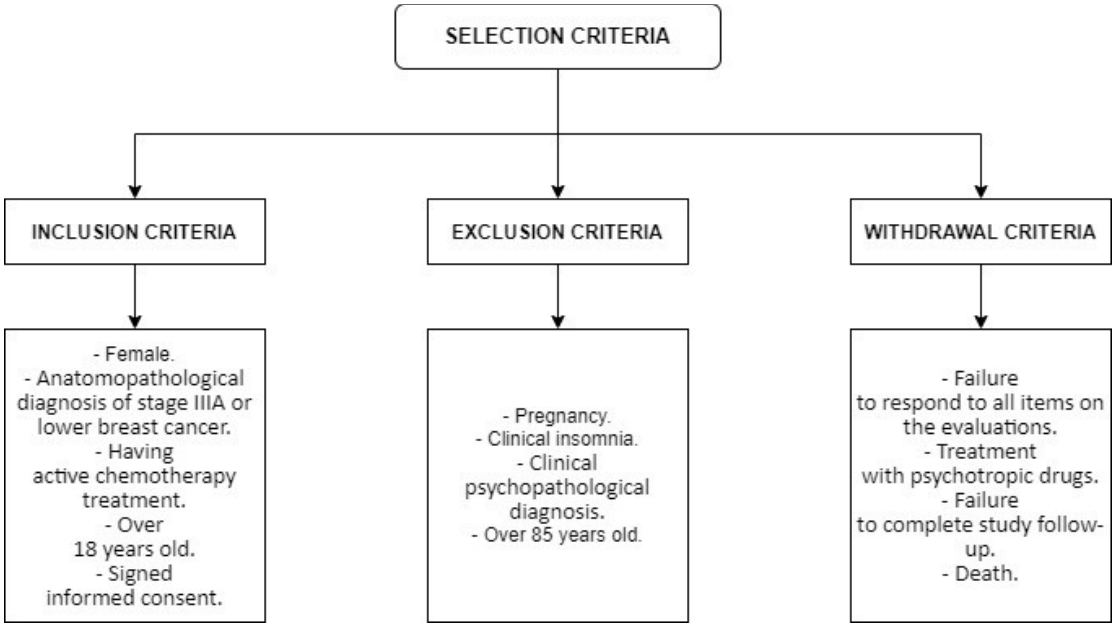 SELECTION CRITERIA
INCLUSION CRITERIA
- Female.
- Anatomopathological
diagnosis of stage IIIA or
lower breast cancer.
- Having
active chemotherapy
treatment.
- Over
18 years old.
- Signed
informed consent.
EXCLUSION CRITERIA
- Pregnancy.
- Clinical insomnia.
- Clinical
psychopathological
diagnosis.
- Over 85 years old.
WITHDRAWAL CRITERIA
- Failure
to respond to all items on
the evaluations.
- Treatment
with psychotropic drugs.
- Failure
to complete study follow-
up.
- Death.